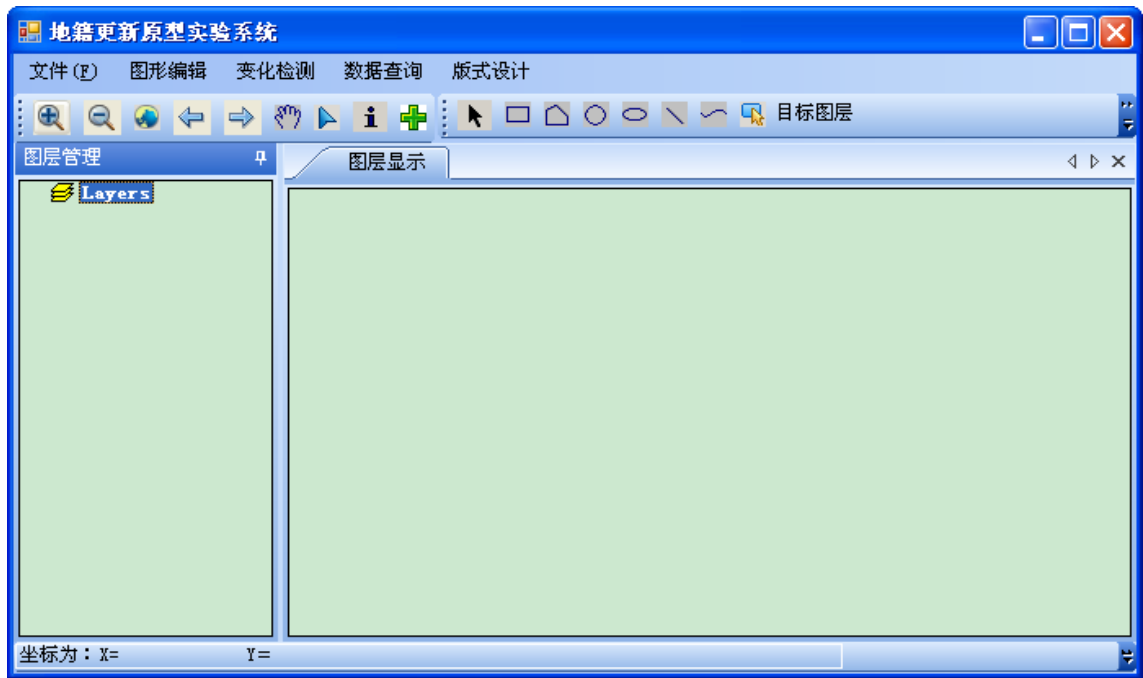 地籍更新原型实验系统
文件(F) 图形编辑 变化检测 数据查询 版式设计
目标图层
图层管理 图层显示
Layers
坐标为:X= Y=